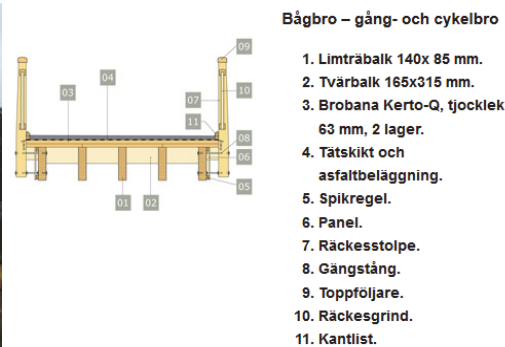 Bågbro – gång- och cykelbro
1. Limträbalk 140x 85 mm.
2. Tvärbalk 165x315 mm.
3. Brobana Kerto-Q, tjocklek
63 mm, 2 lager.
4. Tätskikt och
asfaltbeläggning.
5. Spikregel.
6. Panel.
7. Räckesstolpe.
8. Gängstång.
9. Toppföljare.
10. Räckesgrind.
11. Kantlist.
09
04
03
07
10
11
08
06
05
01
02